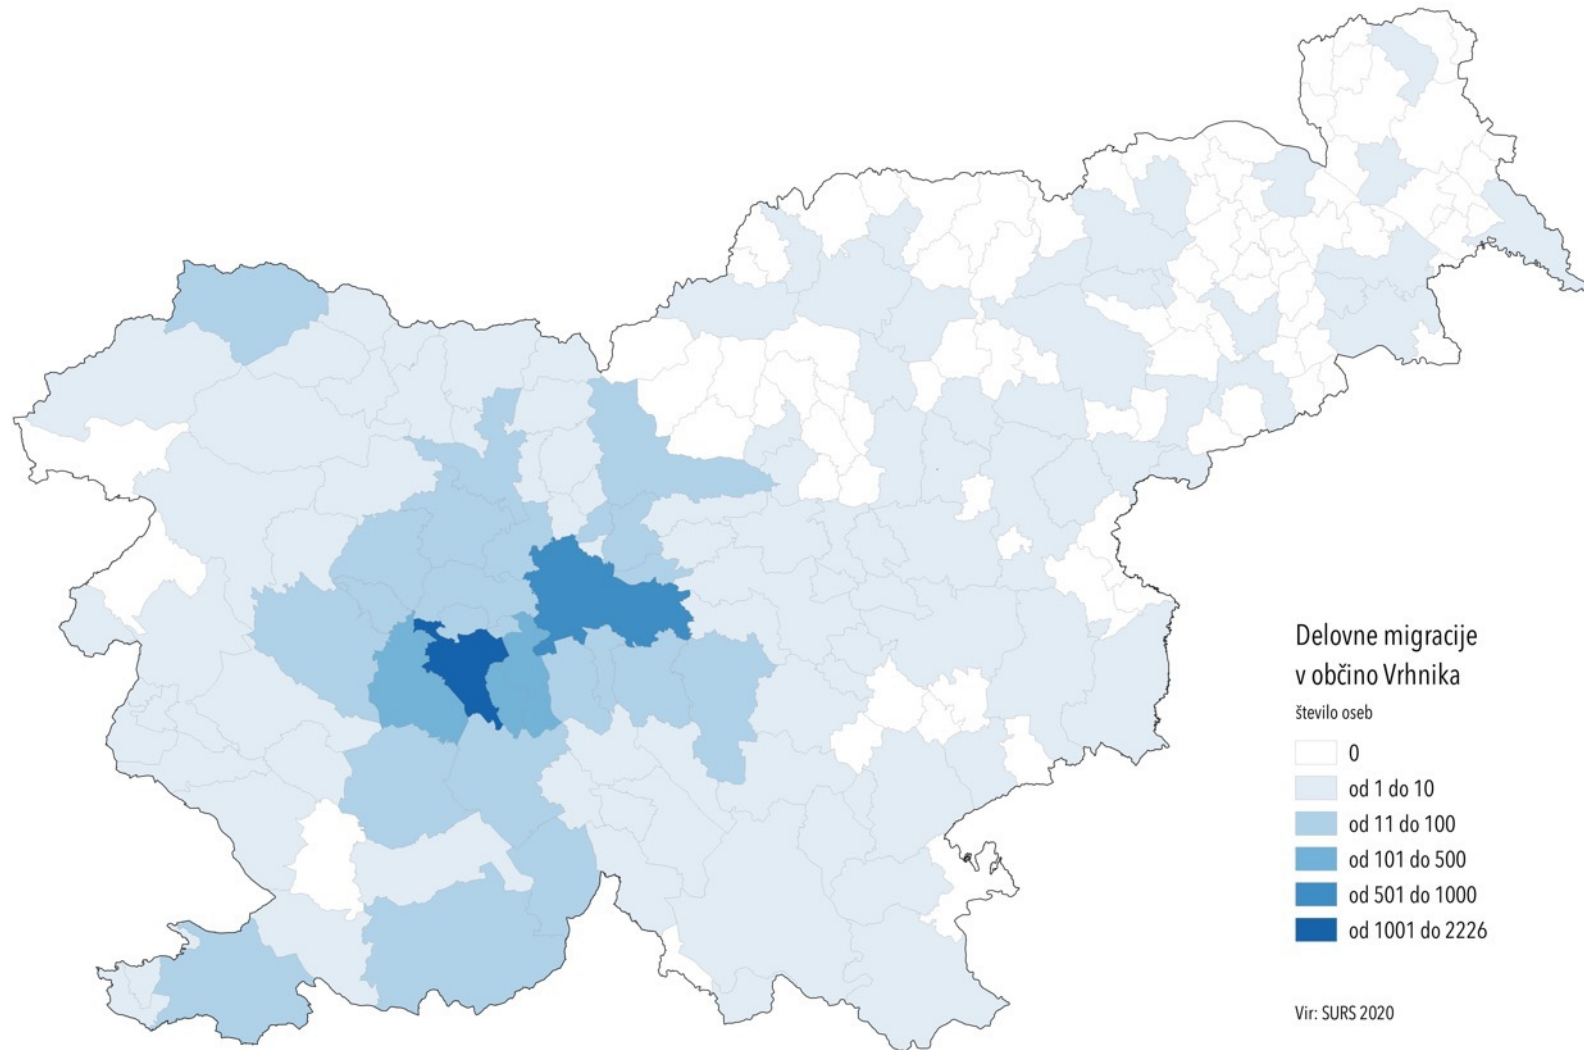 Delovne migracije
v občino Vrhnika
število oseb
0
od 1 do 10
od 11 do 100
od 101 do 500
od 501 do 1000
od 1001 do 2226
Vir: SURS 2020